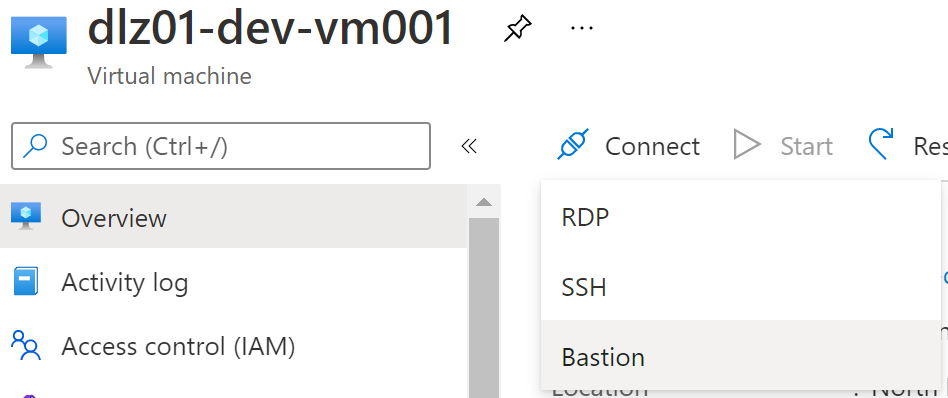 dlz01-dev-vm001
...
Virtual machine
Search (Ctrl+/)
«
Connect
Start
Res
Overview
Activity log
Access control (IAM)
RDP
SSH
Bastion
Location : North